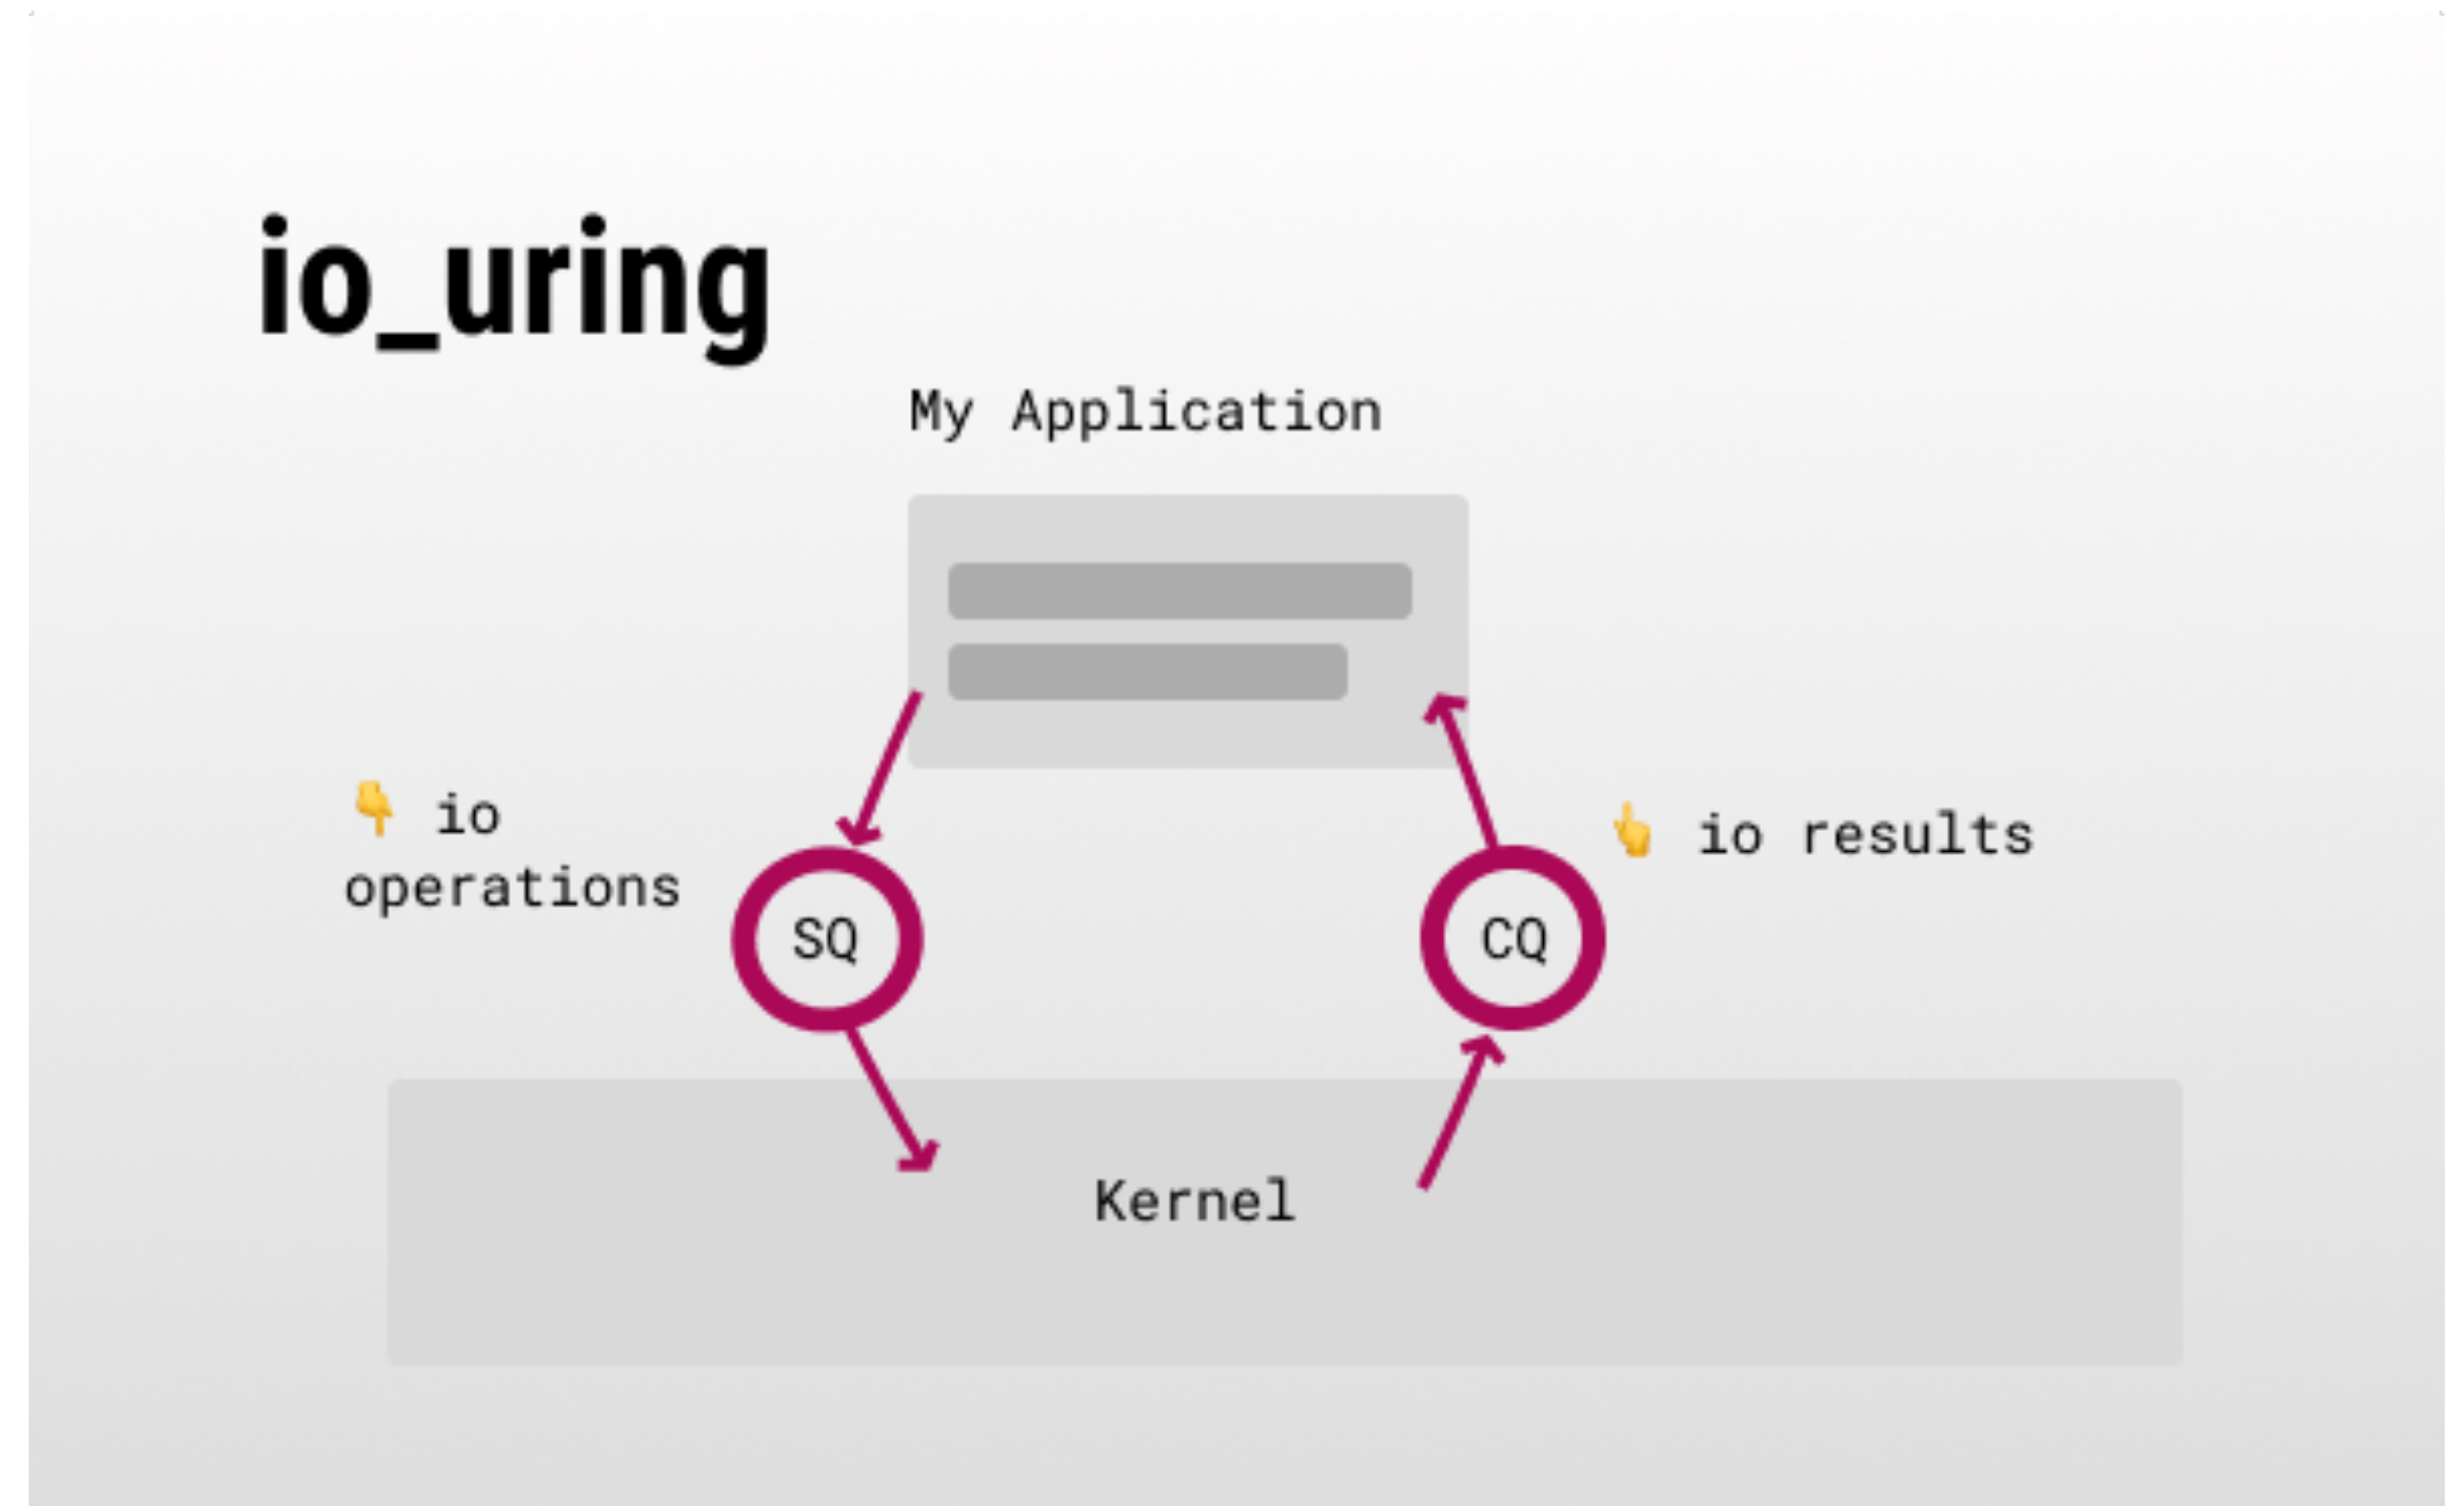 io_uring
My Application
👇 io
operations
👆 io results
SQ
CQ
Kernel